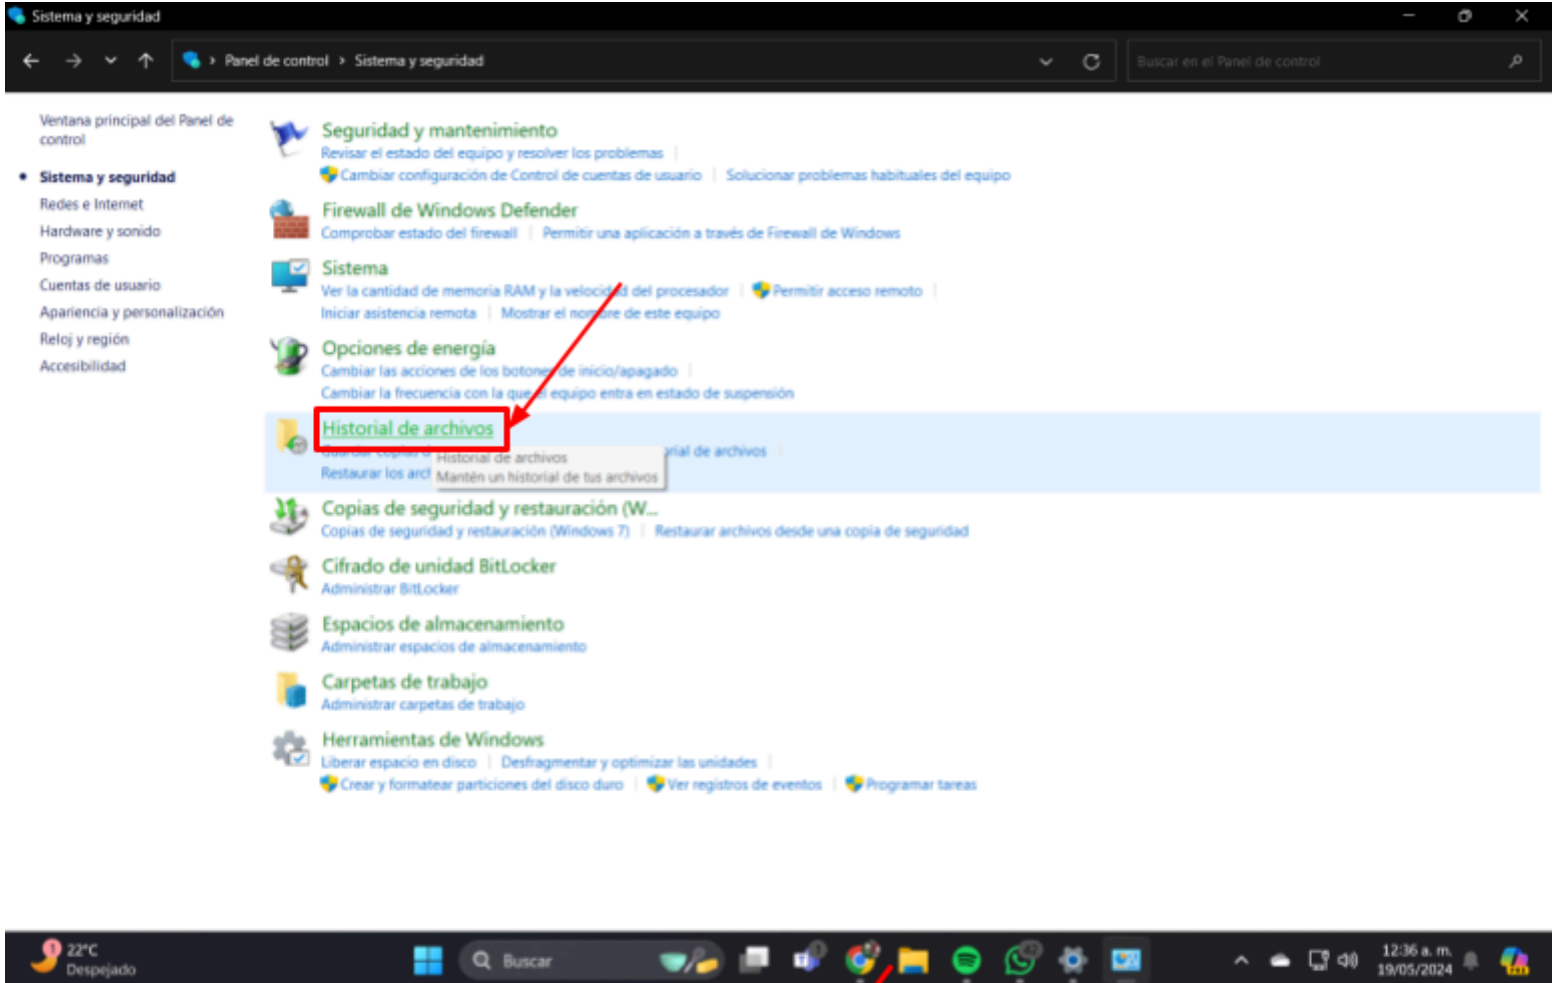 Sistema y seguridad
Panel de control > Sistema y seguridad
Buscar en el Panel de control
Ventana principal del Panel de
control
Sistema y seguridad
Redes e Internet
Hardware y sonido
Programas
Cuentas de usuario
Apariencia y personalización
Reloj y región
Accesibilidad
Seguridad y mantenimiento
Revisar el estado del equipo y resolver los problemas
Cambiar configuración de Control de cuentas de usuario | Solucionar problemas habituales del equipo
Firewall de Windows Defender
Comprobar estado del firewall | Permitir una aplicación a través de Firewall de Windows
Sistema
Ver la cantidad de memoria RAM y la velocidad del procesador | Permitir acceso remoto
Iniciar asistencia remota | Mostrar el nombre de este equipo
Opciones de energía
Cambiar las acciones de los botones de inicio/apagado
Cambiar la frecuencia con la que el equipo entra en estado de suspensión
Historial de archivos
Guardar copias de archivos
Historial de archivos
Restaurar los
Mantén un historial de tus archivos
Copias de seguridad y restauración (W...
Copias de seguridad y restauración (Windows 7) | Restaurar archivos desde una copia de seguridad
Cifrado de unidad BitLocker
Administrar BitLocker
Espacios de almacenamiento
Administrar espacios de almacenamiento
Carpetas de trabajo
Administrar carpetas de trabajo
Herramientas de Windows
Liberar espacio en disco | Desfragmentar y optimizar las unidades
Crear y formatear particiones del disco duro | Ver registros de eventos | Programar tareas
1
22°C
Despejado
Buscar
12:36 a. m.
19/05/2024